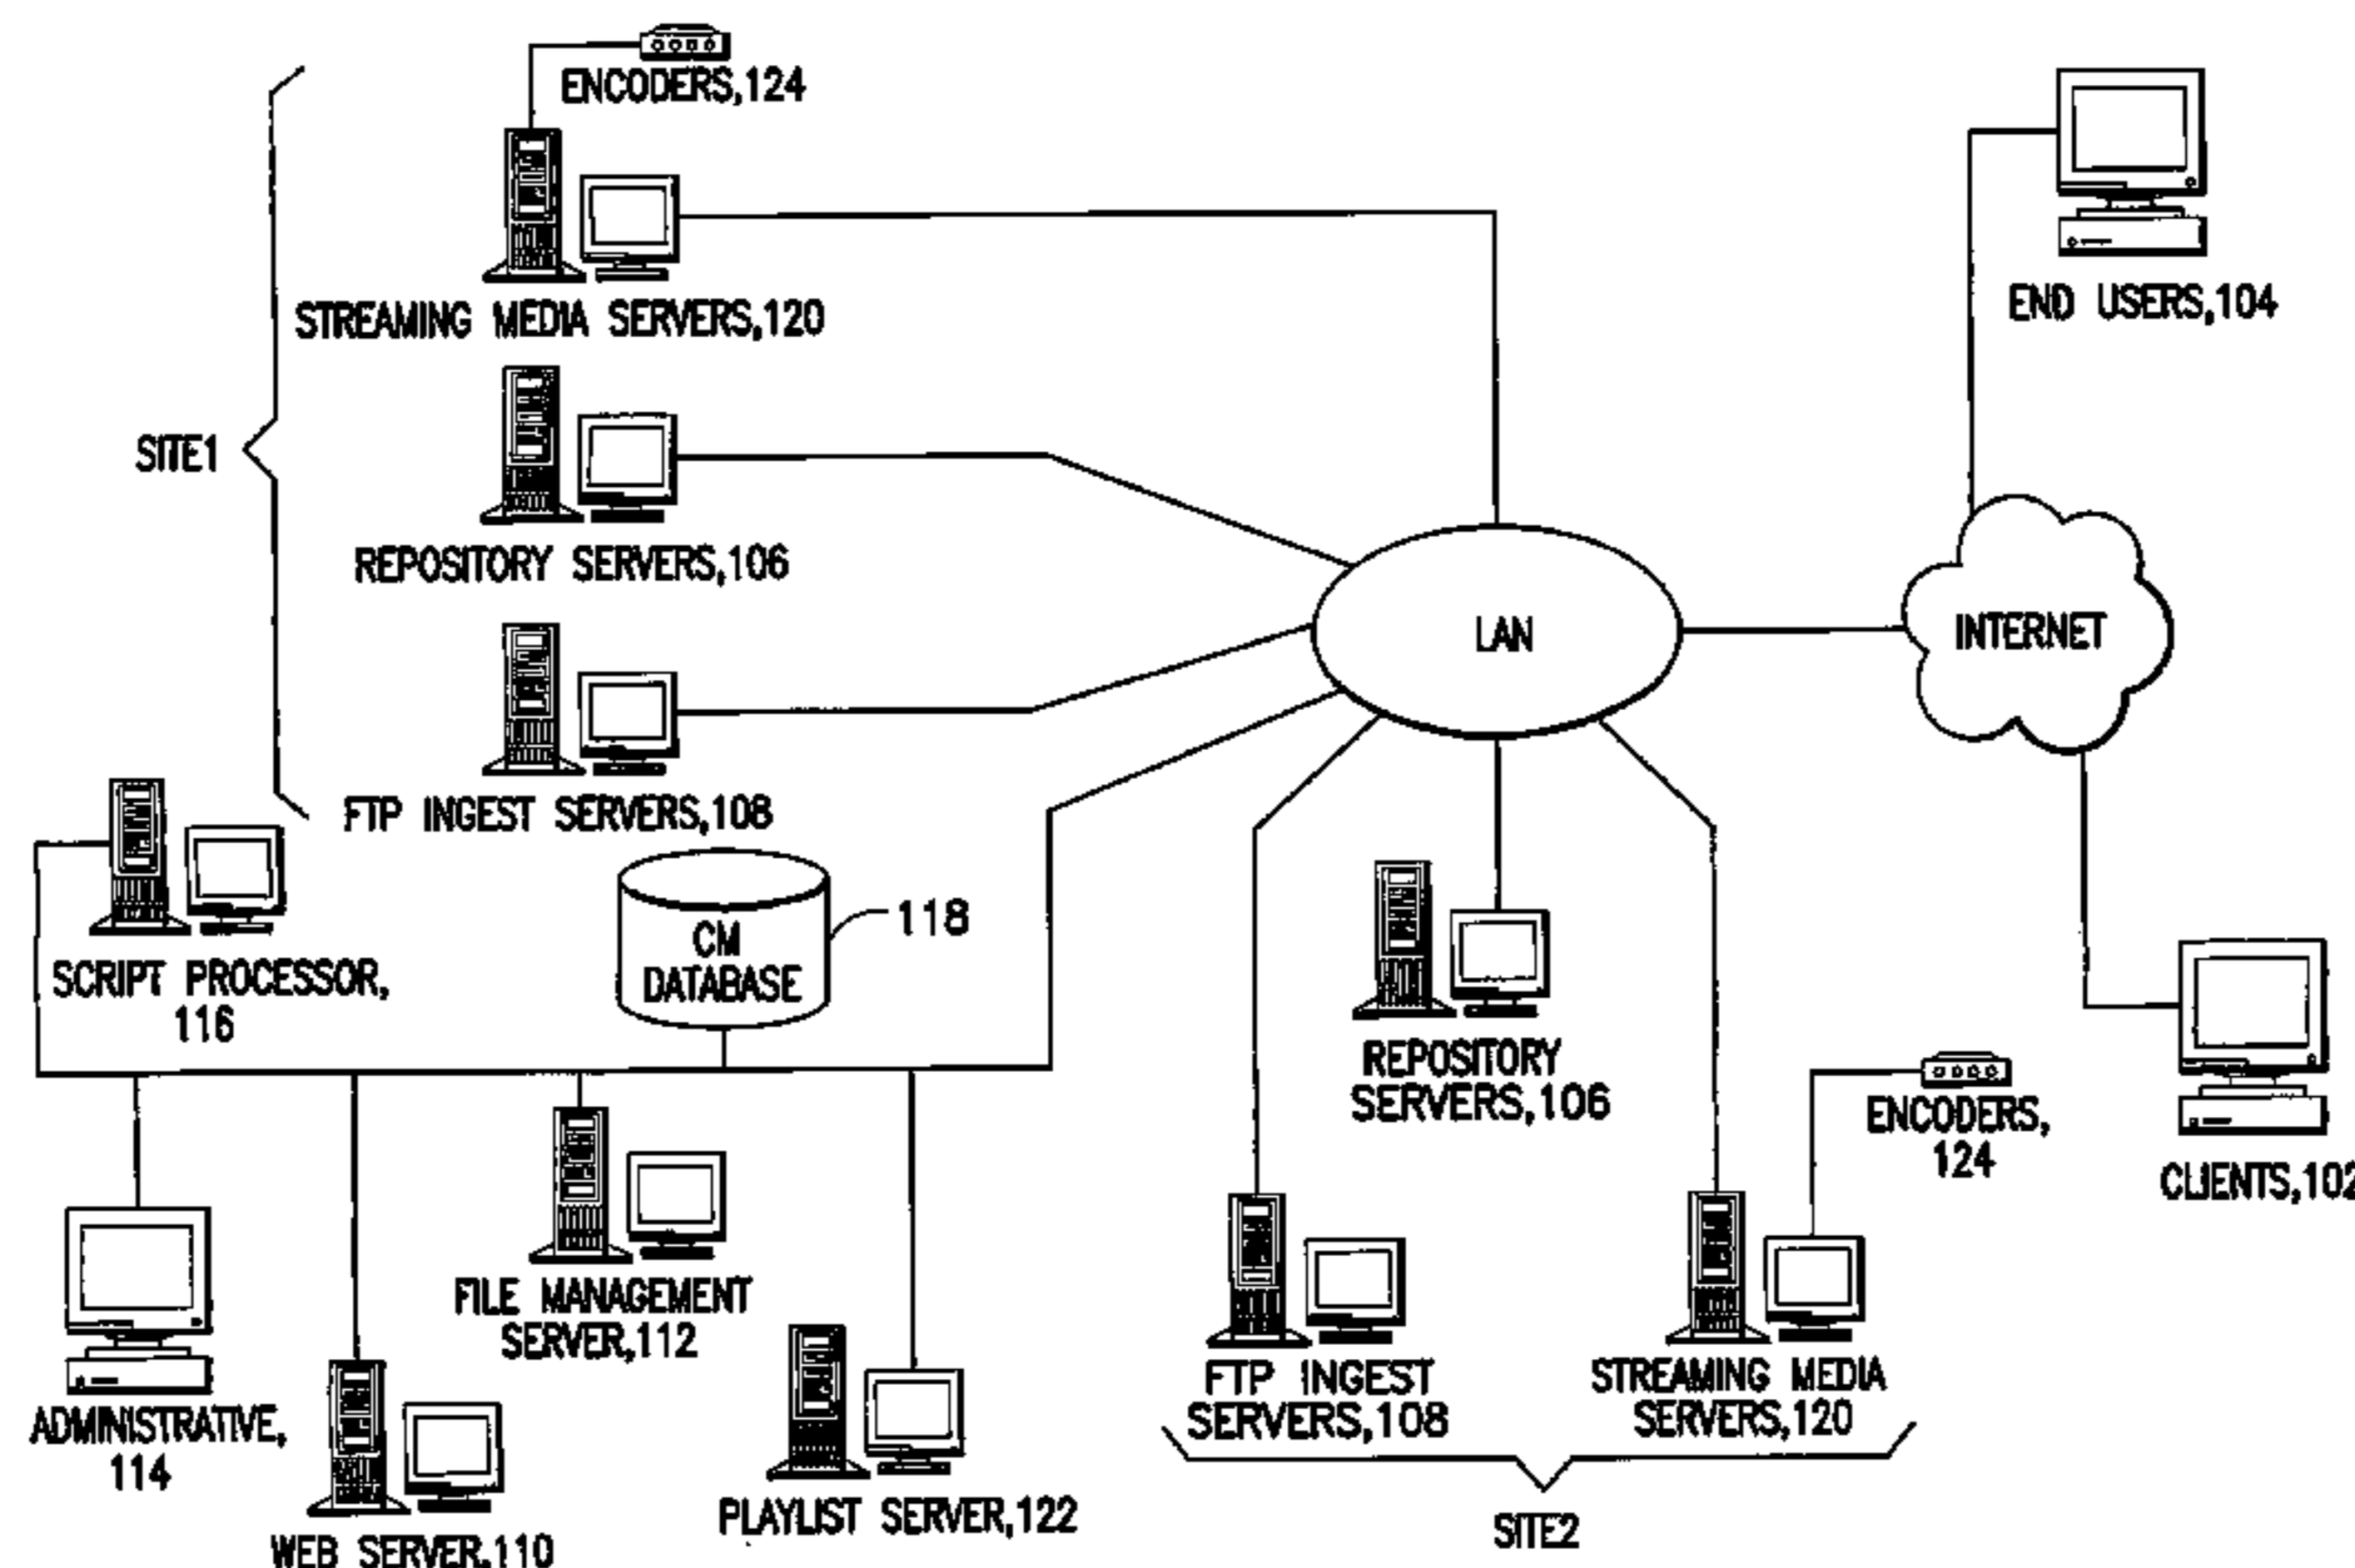 ENCODERS,124
STREAMING MEDIA SERVERS,120
END USERS,104
SITE1
REPOSITORY SERVERS,106
LAN
INTERNET
FTP INGEST SERVERS,108
118
CM
DATABASE
SCRIPT PROCESSOR,
116
REPOSITORY
SERVERS,106
ENCODERS,
124
CLIENTS,102
FILE MANAGEMENT
SERVER,112
FTP INGEST
SERVERS,108
STREAMING MEDIA
SERVERS,120
ADMINISTRATIVE,
114
PLAYLIST SERVER,122
SITE2
WEB SERVER,110